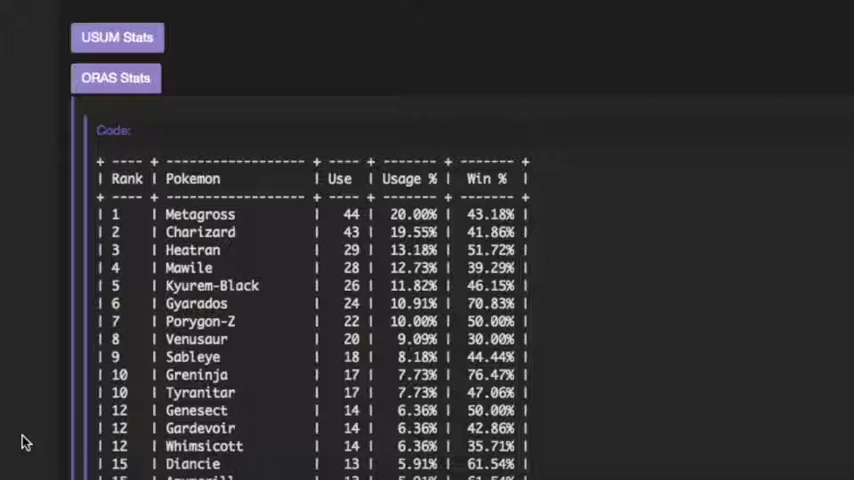 USUM Stats
ORAS Stats
Code:
+ ---- + ------------------ + ---- + ------- + ------- +
| Rank | Pokemon | Use | Usage % | Win % |
+ ---- + ------------------ + ---- + ------- + ------- +
| 1 | Metagross | 44 | 20.00% | 43.18% |
| 2 | Charizard | 43 | 19.55% | 41.86% |
| 3 | Heatran | 29 | 13.18% | 51.72% |
| 4 | Mawile | 28 | 12.73% | 39.29% |
| 5 | Kyurem-Black | 26 | 11.82% | 46.15% |
| 6 | Gyarados | 24 | 10.91% | 70.83% |
| 7 | Porygon-Z | 22 | 10.00% | 50.00% |
| 8 | Venusaur | 20 | 9.09% | 30.00% |
| 9 | Sableye | 18 | 8.18% | 44.44% |
| 10 | Greninja | 17 | 7.73% | 76.47% |
| 10 | Tyranitar | 17 | 7.73% | 47.06% |
| 12 | Genesect | 14 | 6.36% | 50.00% |
| 12 | Gardevoir | 14 | 6.36% | 42.86% |
| 12 | Whimsicott | 14 | 6.36% | 35.71% |
| 15 | Diancie | 13 | 5.91% | 61.54% |